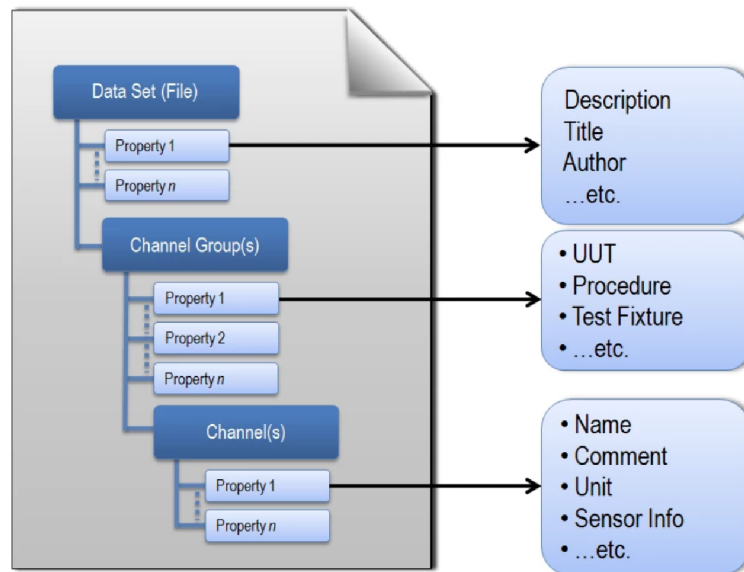 Data Set (File)
Property 1
Property n
Channel Group(s)
Property 1
Property 2
Property n
Channel(s)
Property 1
Property n
Description
Title
Author
...etc.
• UUT
• Procedure
• Test Fixture
• ...etc.
• Name
• Comment
• Unit
• Sensor Info
• ...etc.